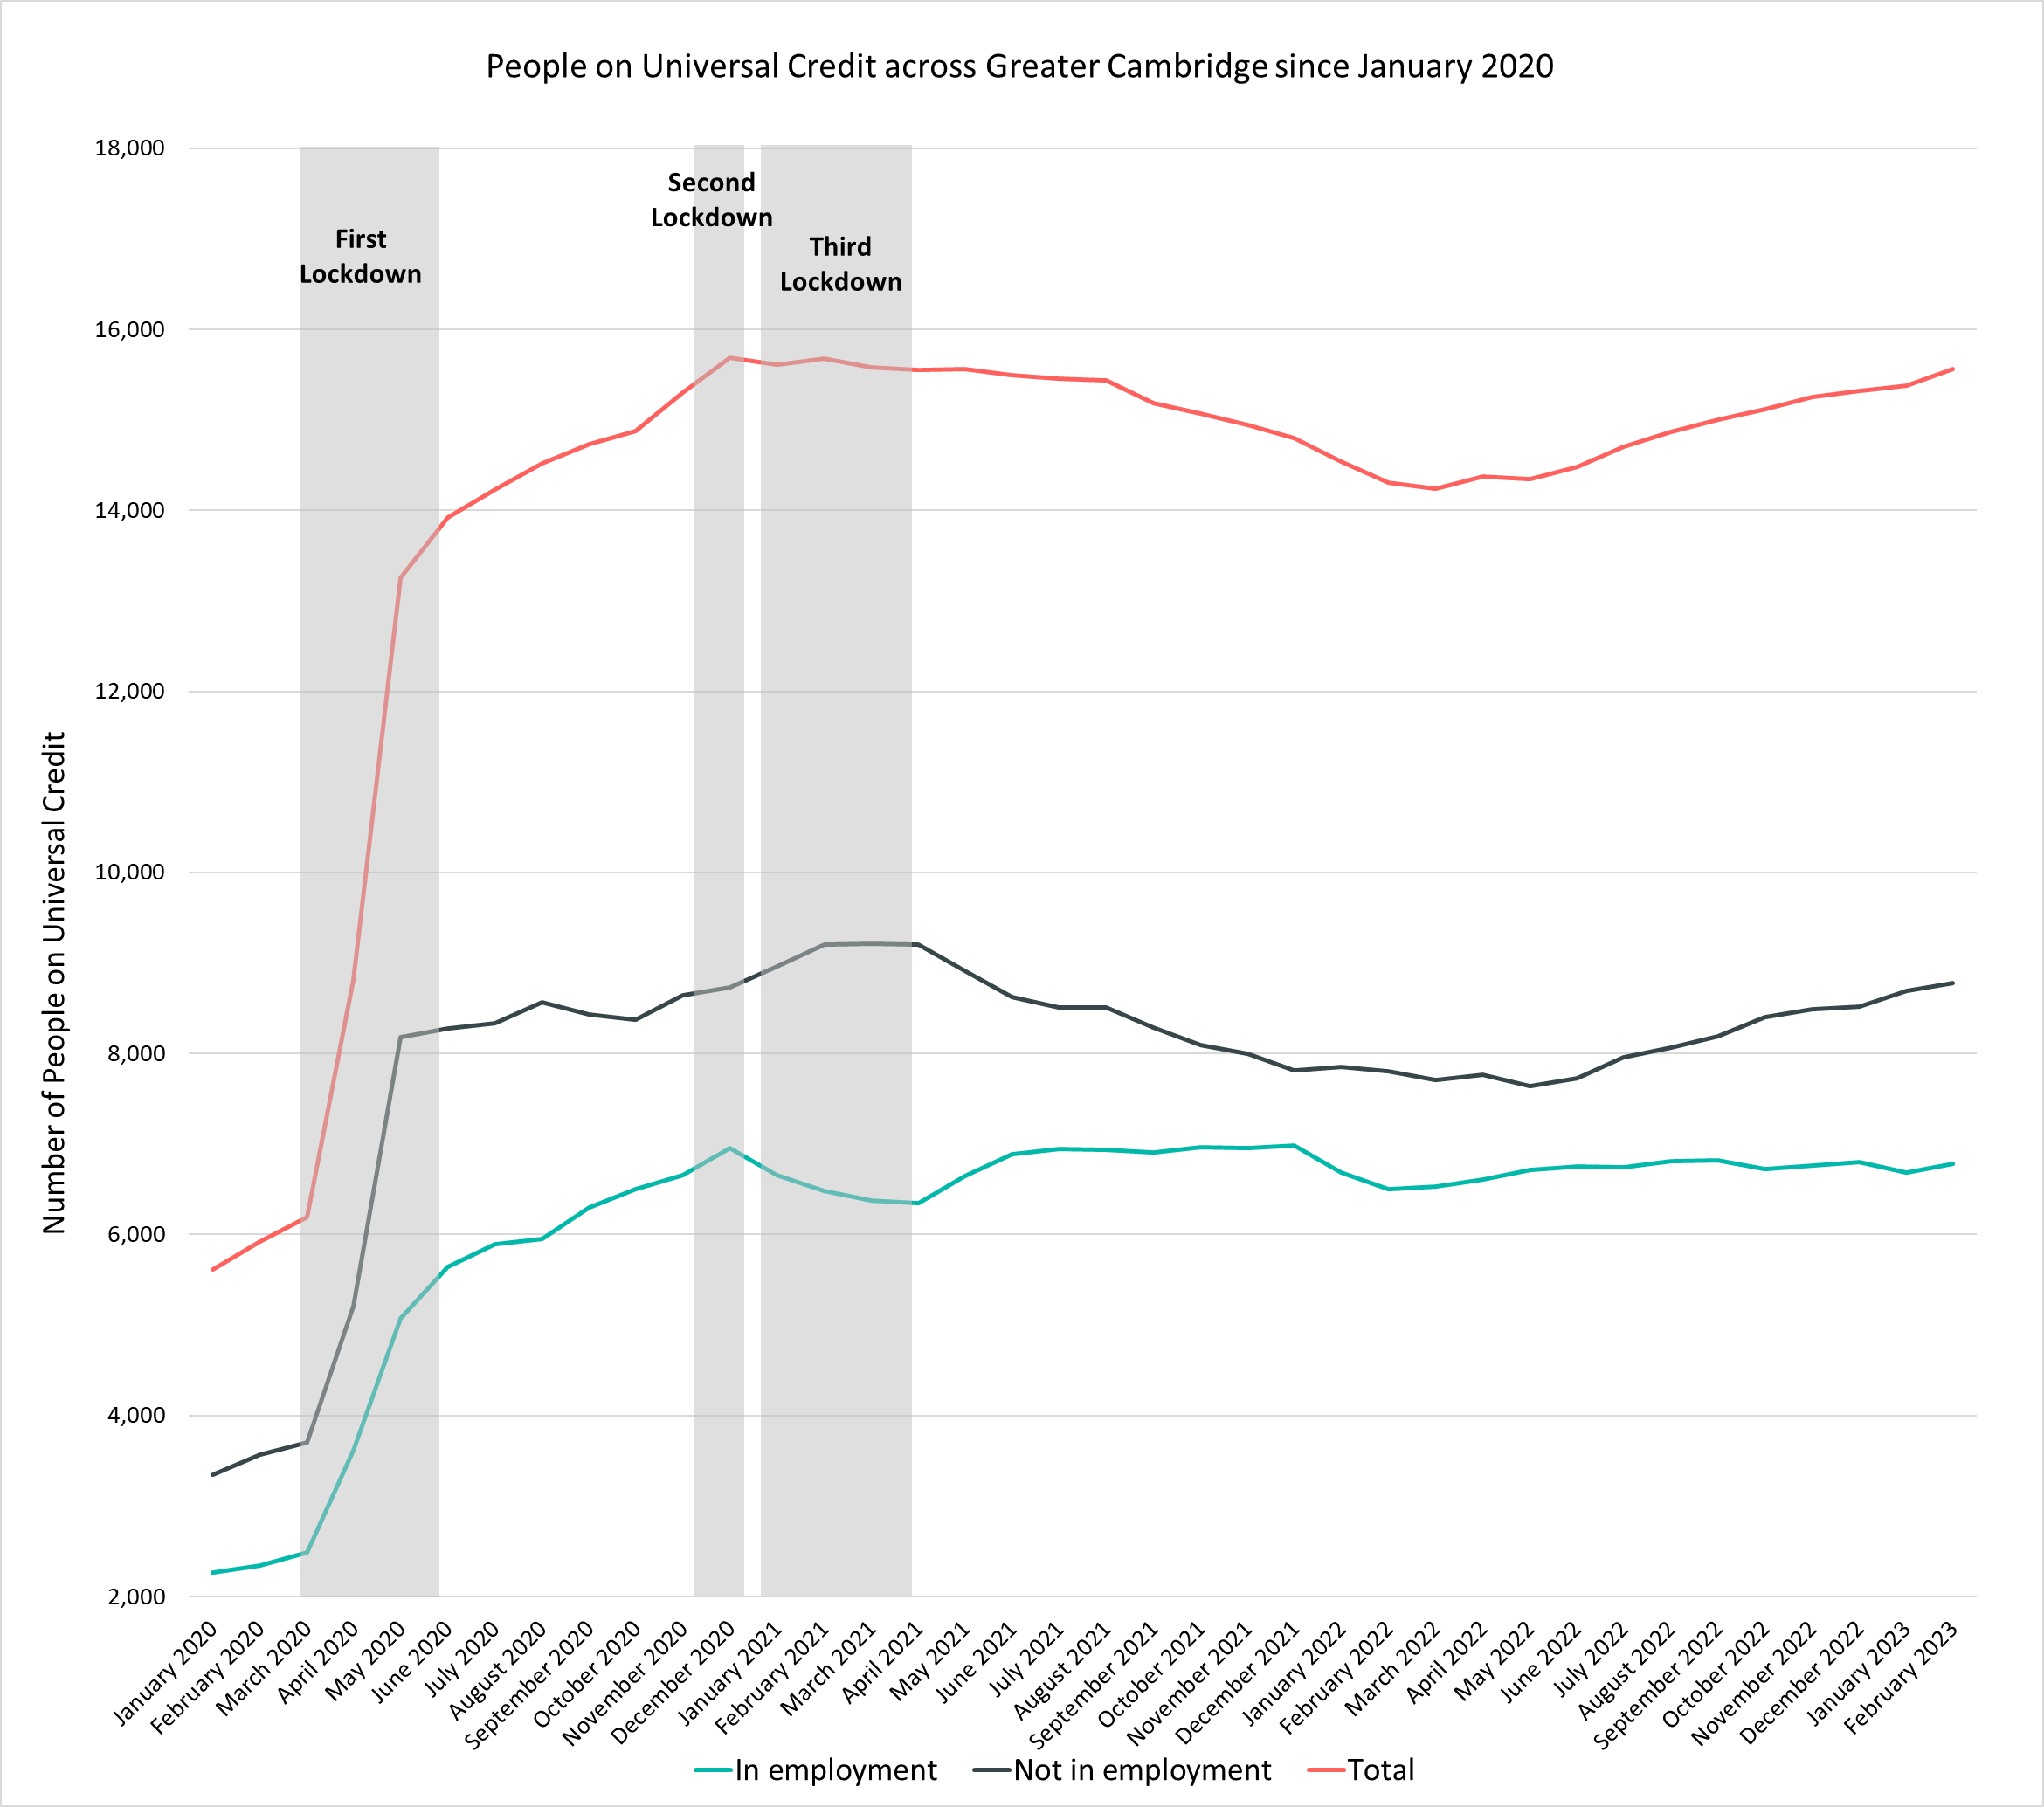 People on Universal Credit across Greater Cambridge since January 2020
Number of People on Universal Credit
18,000
16,000
14,000
12,000
10,000
8,000
6,000
4,000
2,000
First
Lockdown
Second
Lockdown
Third
Lockdown
January 2020
February 2020
March 2020
April 2020
May 2020
June 2020
July 2020
August 2020
September 2020
October 2020
November 2020
December 2020
January 2021
February 2021
March 2021
April 2021
May 2021
June 2021
July 2021
August 2021
September 2021
October 2021
November 2021
December 2021
January 2022
February 2022
March 2022
April 2022
May 2022
June 2022
July 2022
August 2022
September 2022
October 2022
November 2022
December 2022
January 2023
February 2023
In employment
Not in employment
Total